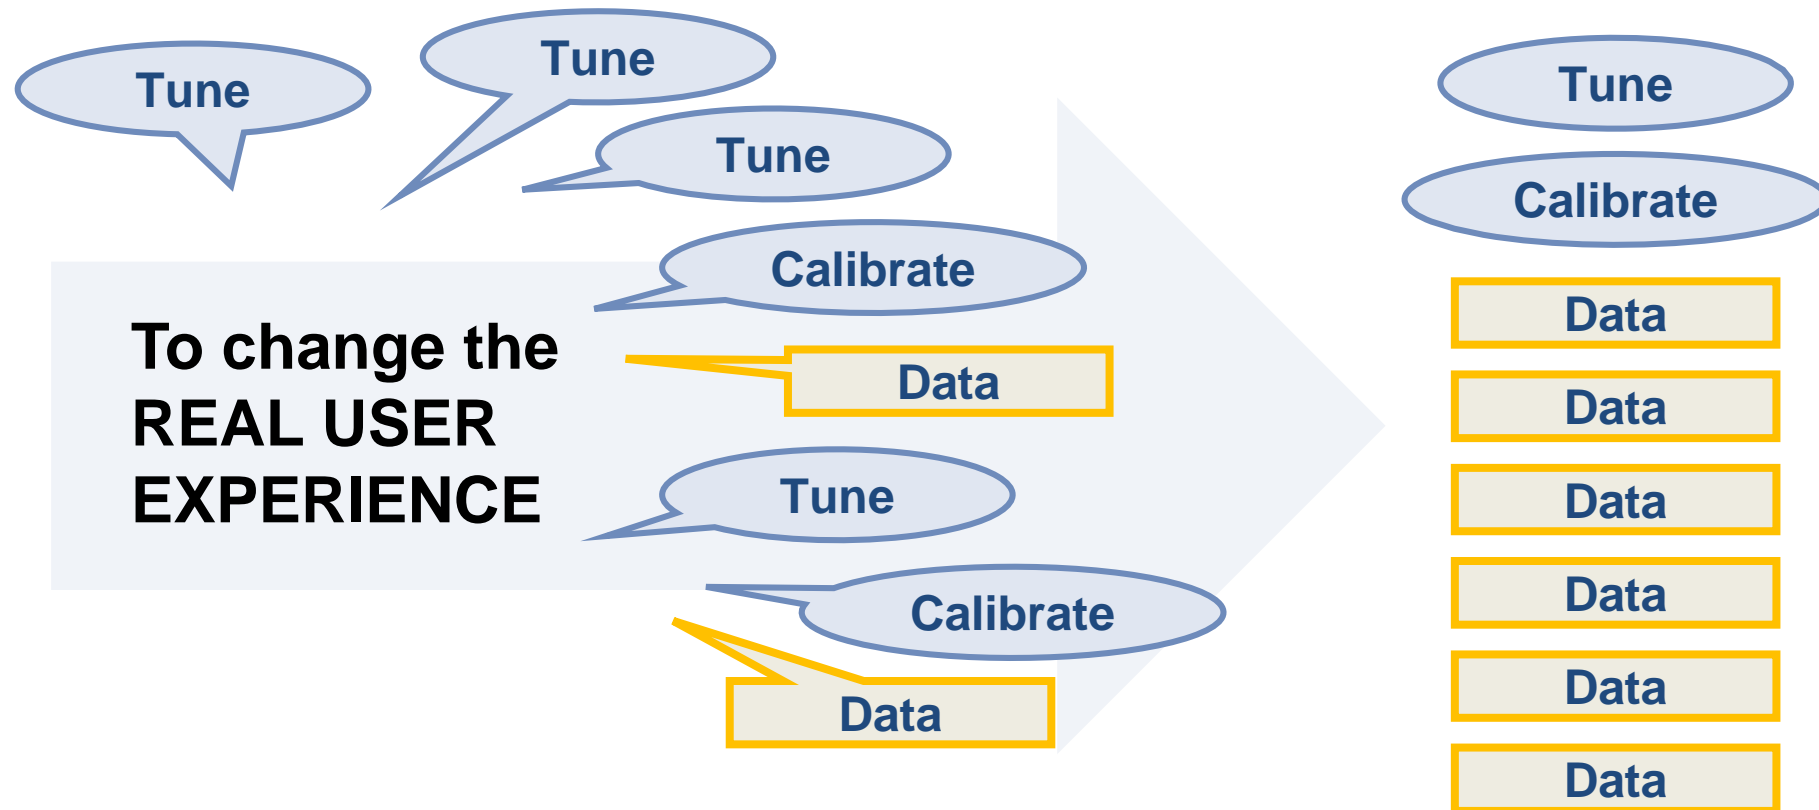 Tune
Tune
Tune
Calibrate
To change the
REAL USER
EXPERIENCE
Data
Tune
Calibrate
Data
Tune
Calibrate
Data
Data
Data
Data
Data
Data